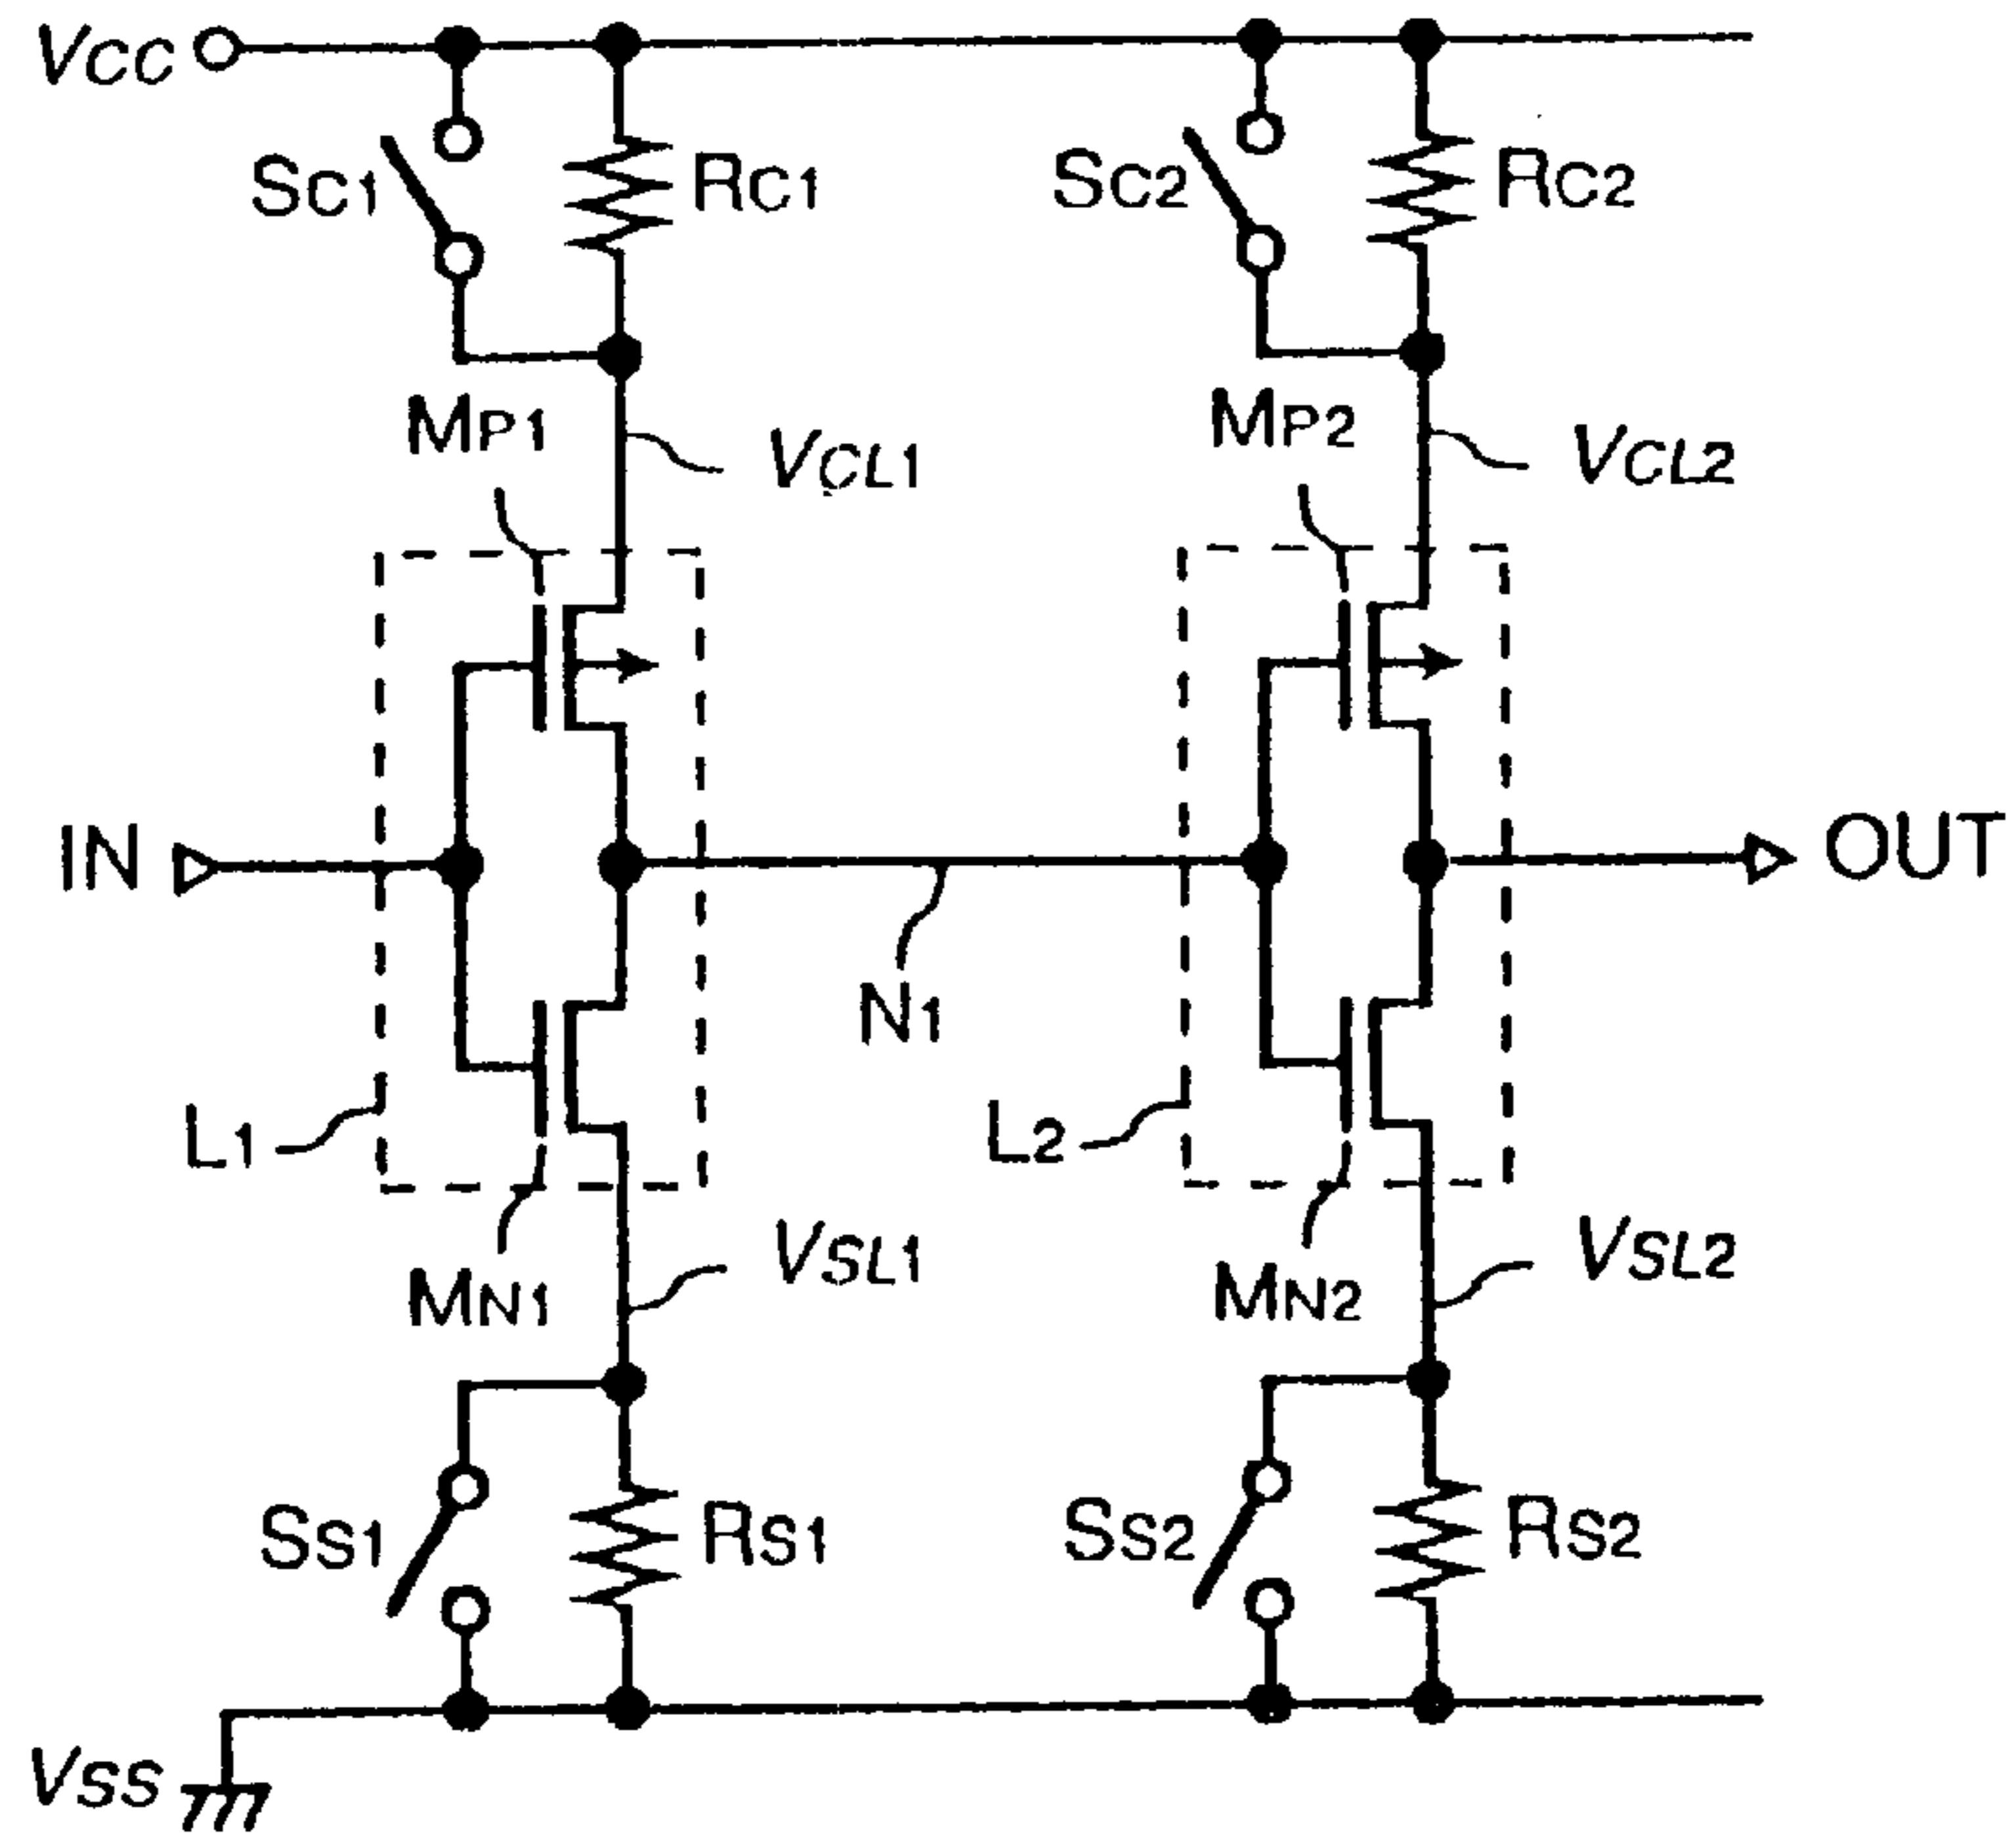 VCC
SC1
RC1
SC2
RC2
MP1
VCL1
MP2
VCL2
IN
OUT
N1
L1
L2
MN1
VSL1
MN2
VSL2
SS1
RS1
SS2
RS2
VSS